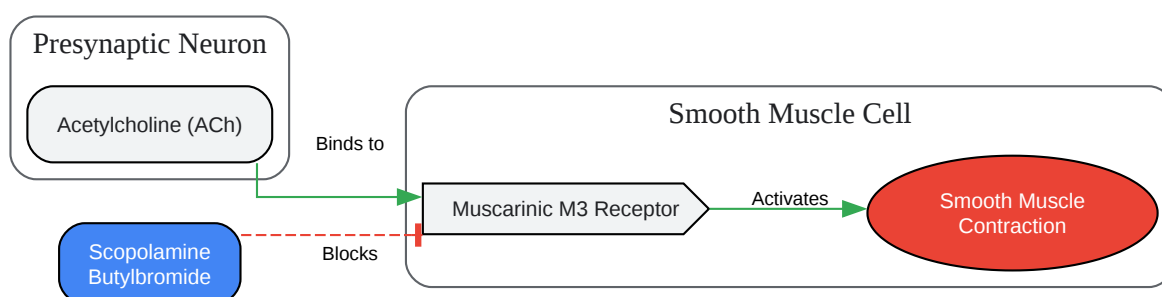 Presynaptic Neuron
Acetylcholine (ACh)
Binds to
Smooth Muscle Cell
Muscarinic M3 Receptor
Activates
Smooth Muscle
Contraction
Scopolamine
Butylbromide
Blocks